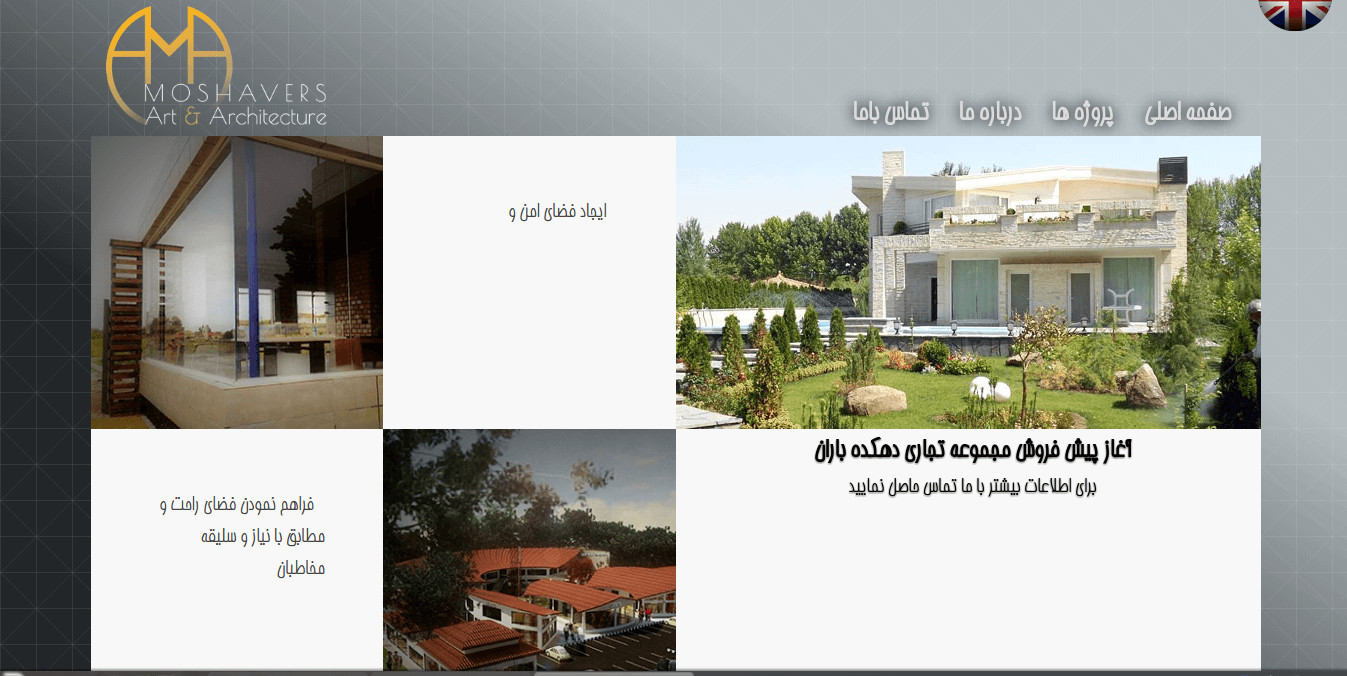 MOSHAVERS
Art & Architecture
صفحه اصلی پروژه ها درباره ما تماس باما
ایجاد فضای امن و
آغاز پیش فروش مجموعه تجاری دهکده باران
برای اطلاعات بیشتر با ما تماس حاصل نمایید
فراهم نمودن فضای راحت و
مطابق با نیاز و سلیقه
مخاطبان